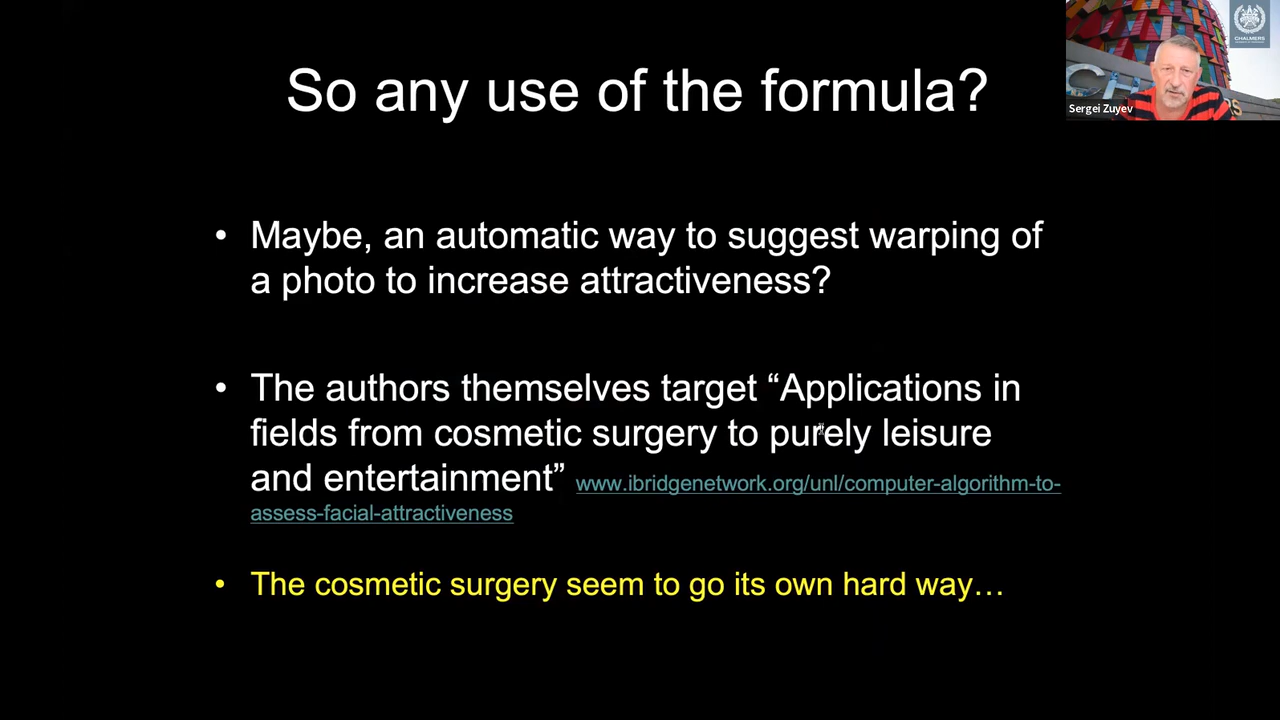 So any use of the formula?
CHALMERS
Sergei Zuyev
• Maybe, an automatic way to suggest warping of
a photo to increase attractiveness?
• The authors themselves target “Applications in
fields from cosmetic surgery to purely leisure
and entertainment” www.ibridgenetwork.org/unl/computer-algorithm-to-
assess-facial-attractiveness
• The cosmetic surgery seem to go its own hard way…